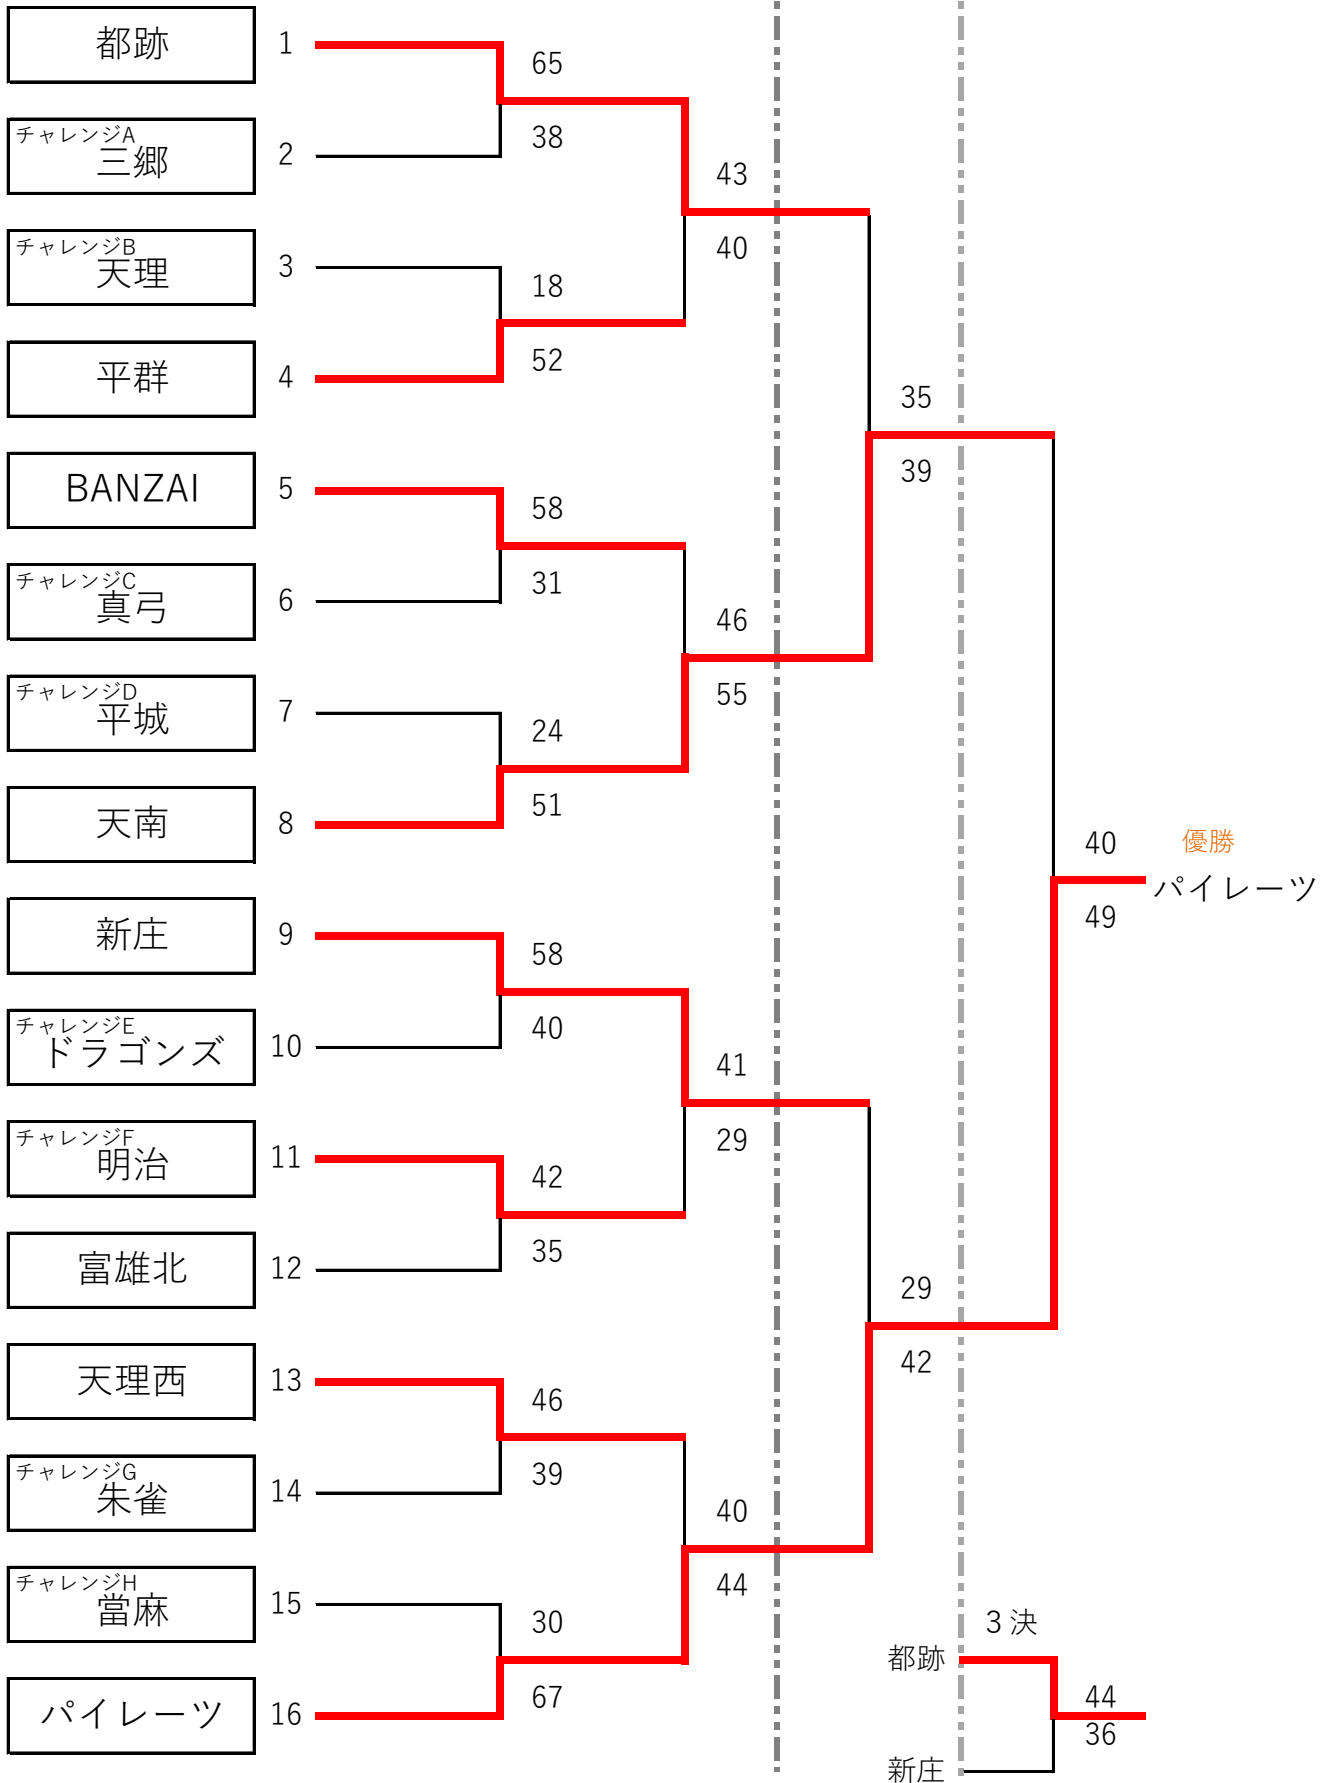 都跡
1
65
チャレンジA
三郷
2
38
43
チャレンジB
天理
3
18
40
平群
4
52
35
BANZAI
5
58
39
チャレンジC
真弓
6
31
46
チャレンジD
平城
7
24
55
天南
8
51
40
優勝
パイレーツ
49
新庄
9
58
チャレンジE
ドラゴンズ
10
40
41
チャレンジF
明治
11
42
29
富雄北
12
35
29
天理西
13
46
42
チャレンジG
朱雀
14
39
40
チャレンジH
當麻
15
30
44
パイレーツ
16
67
3決
都跡
44
36
新庄